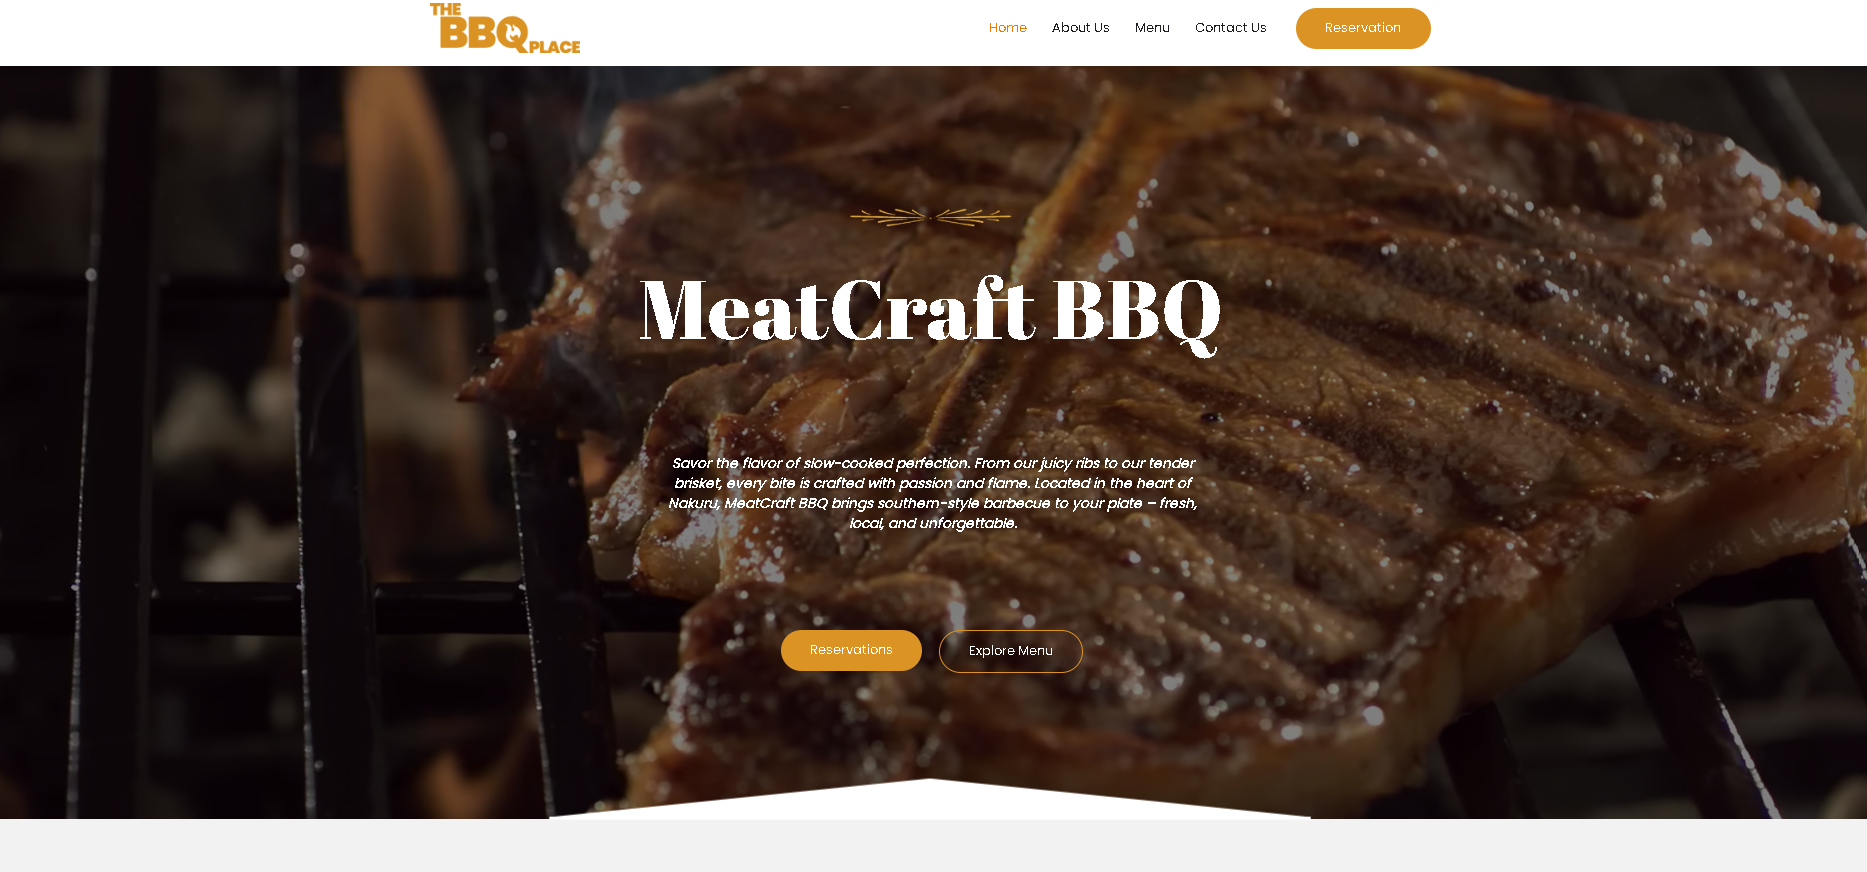 THE
BBQ
PLACE
Home About Us Menu Contact Us Reservation
MeatCraft BBQ
Savor the flavor of slow-cooked perfection. From our juicy ribs to our tender
brisket, every bite is crafted with passion and flame. Located in the heart of
Nakuru, MeatCraft BBQ brings southern-style barbecue to your plate – fresh,
local, and unforgettable.
Reservations Explore Menu